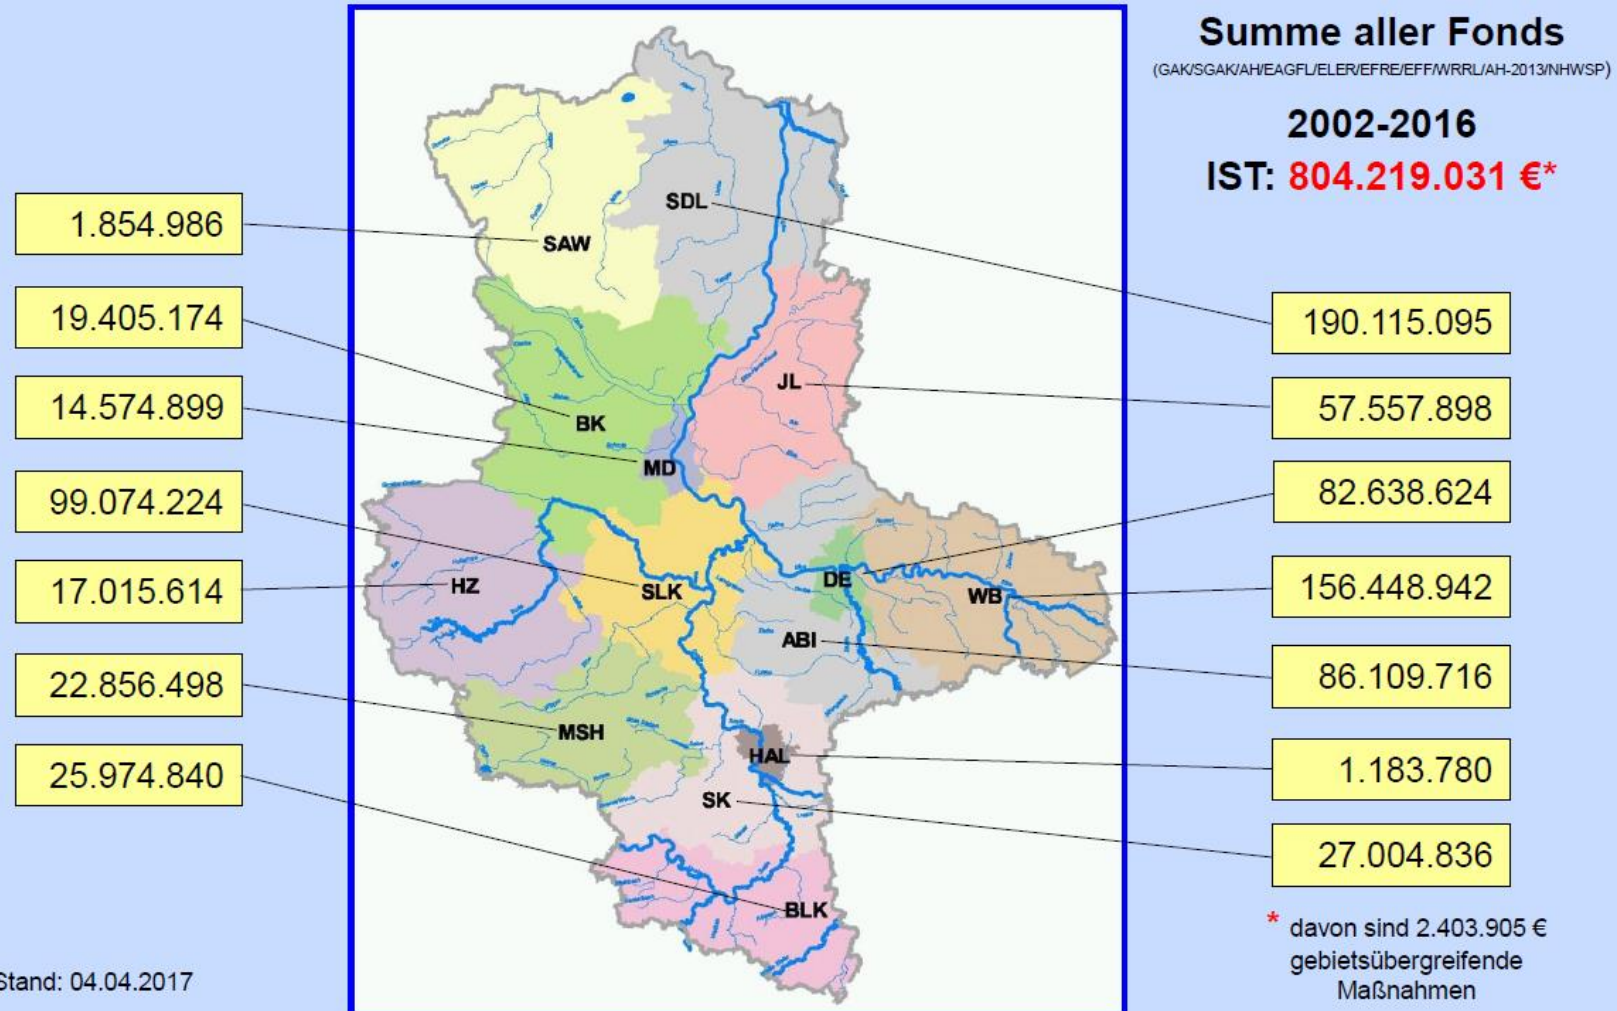 Summe aller Fonds
(GAK/SGAK/AH/EAGFL/ELER/EFRE/EFF/WRRL/AH-2013/NHWSP)
2002-2016
IST: 804.219.031 €*
1.854.986
19.405.174
14.574.899
99.074.224
17.015.614
22.856.498
25.974.840
SDL
SAW
JL
BK
MD
HZ
SLK
DE
WB
ABI
MSH
HAL
SK
BLK
190.115.095
57.557.898
82.638.624
156.448.942
86.109.716
1.183.780
27.004.836
* davon sind 2.403.905 €
gebietsübergreifende
Maßnahmen
Stand: 04.04.2017